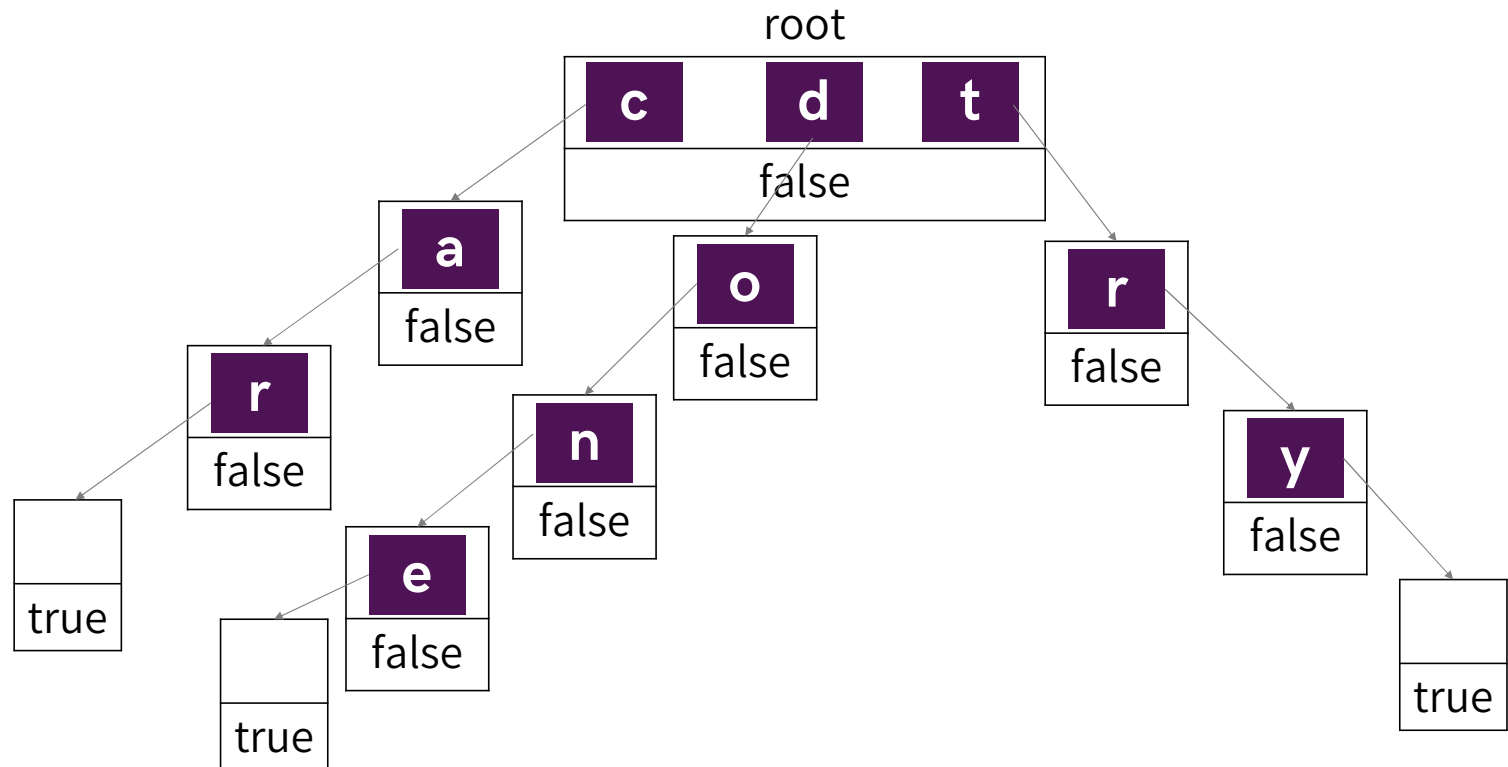 root
c d t
false
a
false
o
false
r
false
r
false
n
false
y
false
true
e
false
true
true